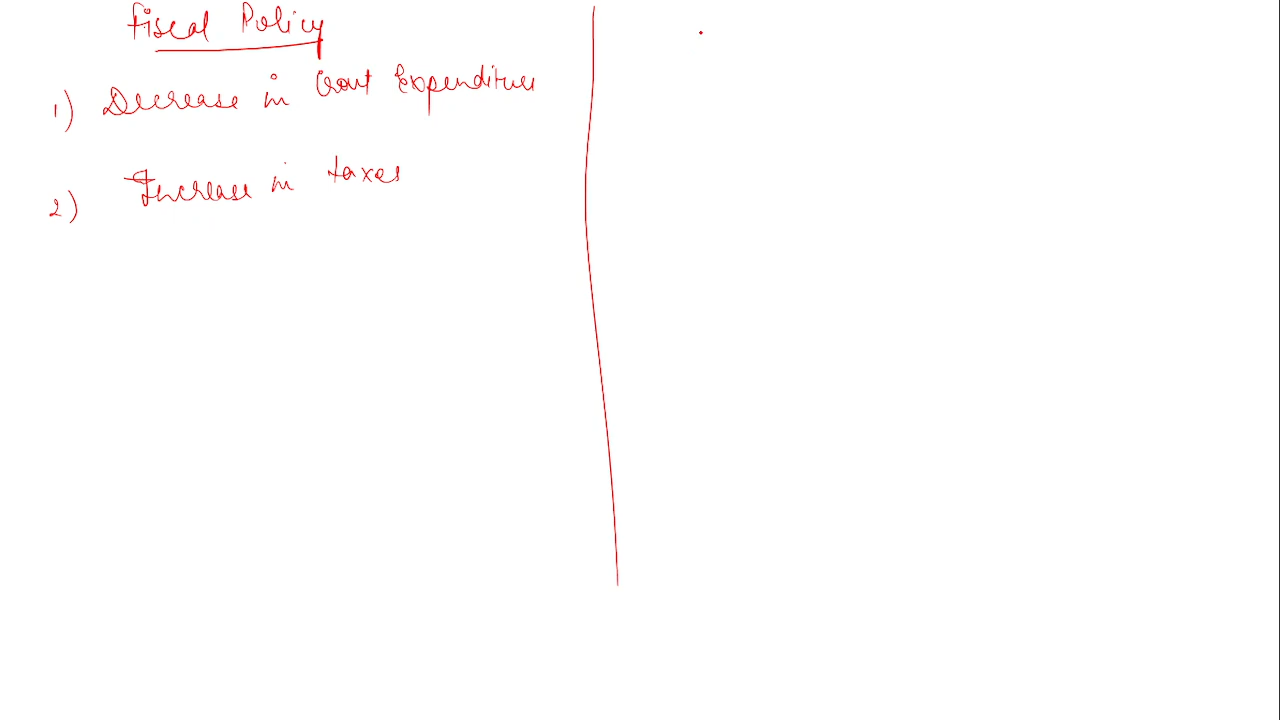 Fiscal Policy
1) Decrease in Govt Expenditure
2) Increase in taxes